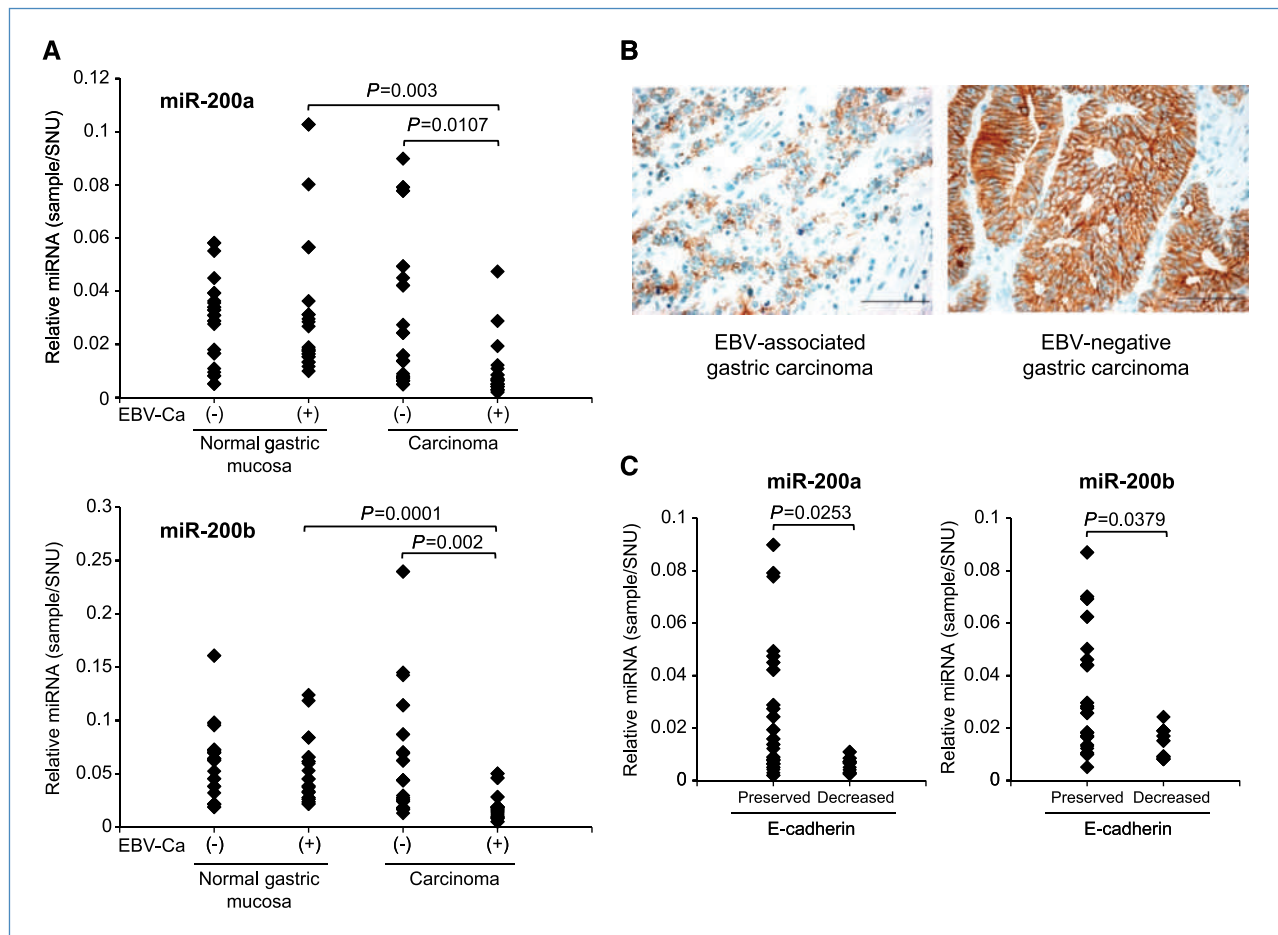 A
miR-200a
P=0.003
P=0.0107
Relative miRNA (sample/SNU)
0.12
0.1
0.08
0.06
0.04
0.02
0
EBV-Ca (-) (+) (-) (+)
Normal gastric
mucosa
Carcinoma
miR-200b
P=0.0001
P=0.002
Relative miRNA (sample/SNU)
0.3
0.25
0.2
0.15
0.1
0.05
0
EBV-Ca (-) (+) (-) (+)
Normal gastric
mucosa
Carcinoma
B
EBV-associated
gastric carcinoma
EBV-negative
gastric carcinoma
C
miR-200a
P=0.0253
Relative miRNA (sample/SNU)
0.1
0.08
0.06
0.04
0.02
0
Preserved Decreased
E-cadherin
miR-200b
P=0.0379
Relative miRNA (sample/SNU)
0.1
0.08
0.06
0.04
0.02
0
Preserved Decreased
E-cadherin